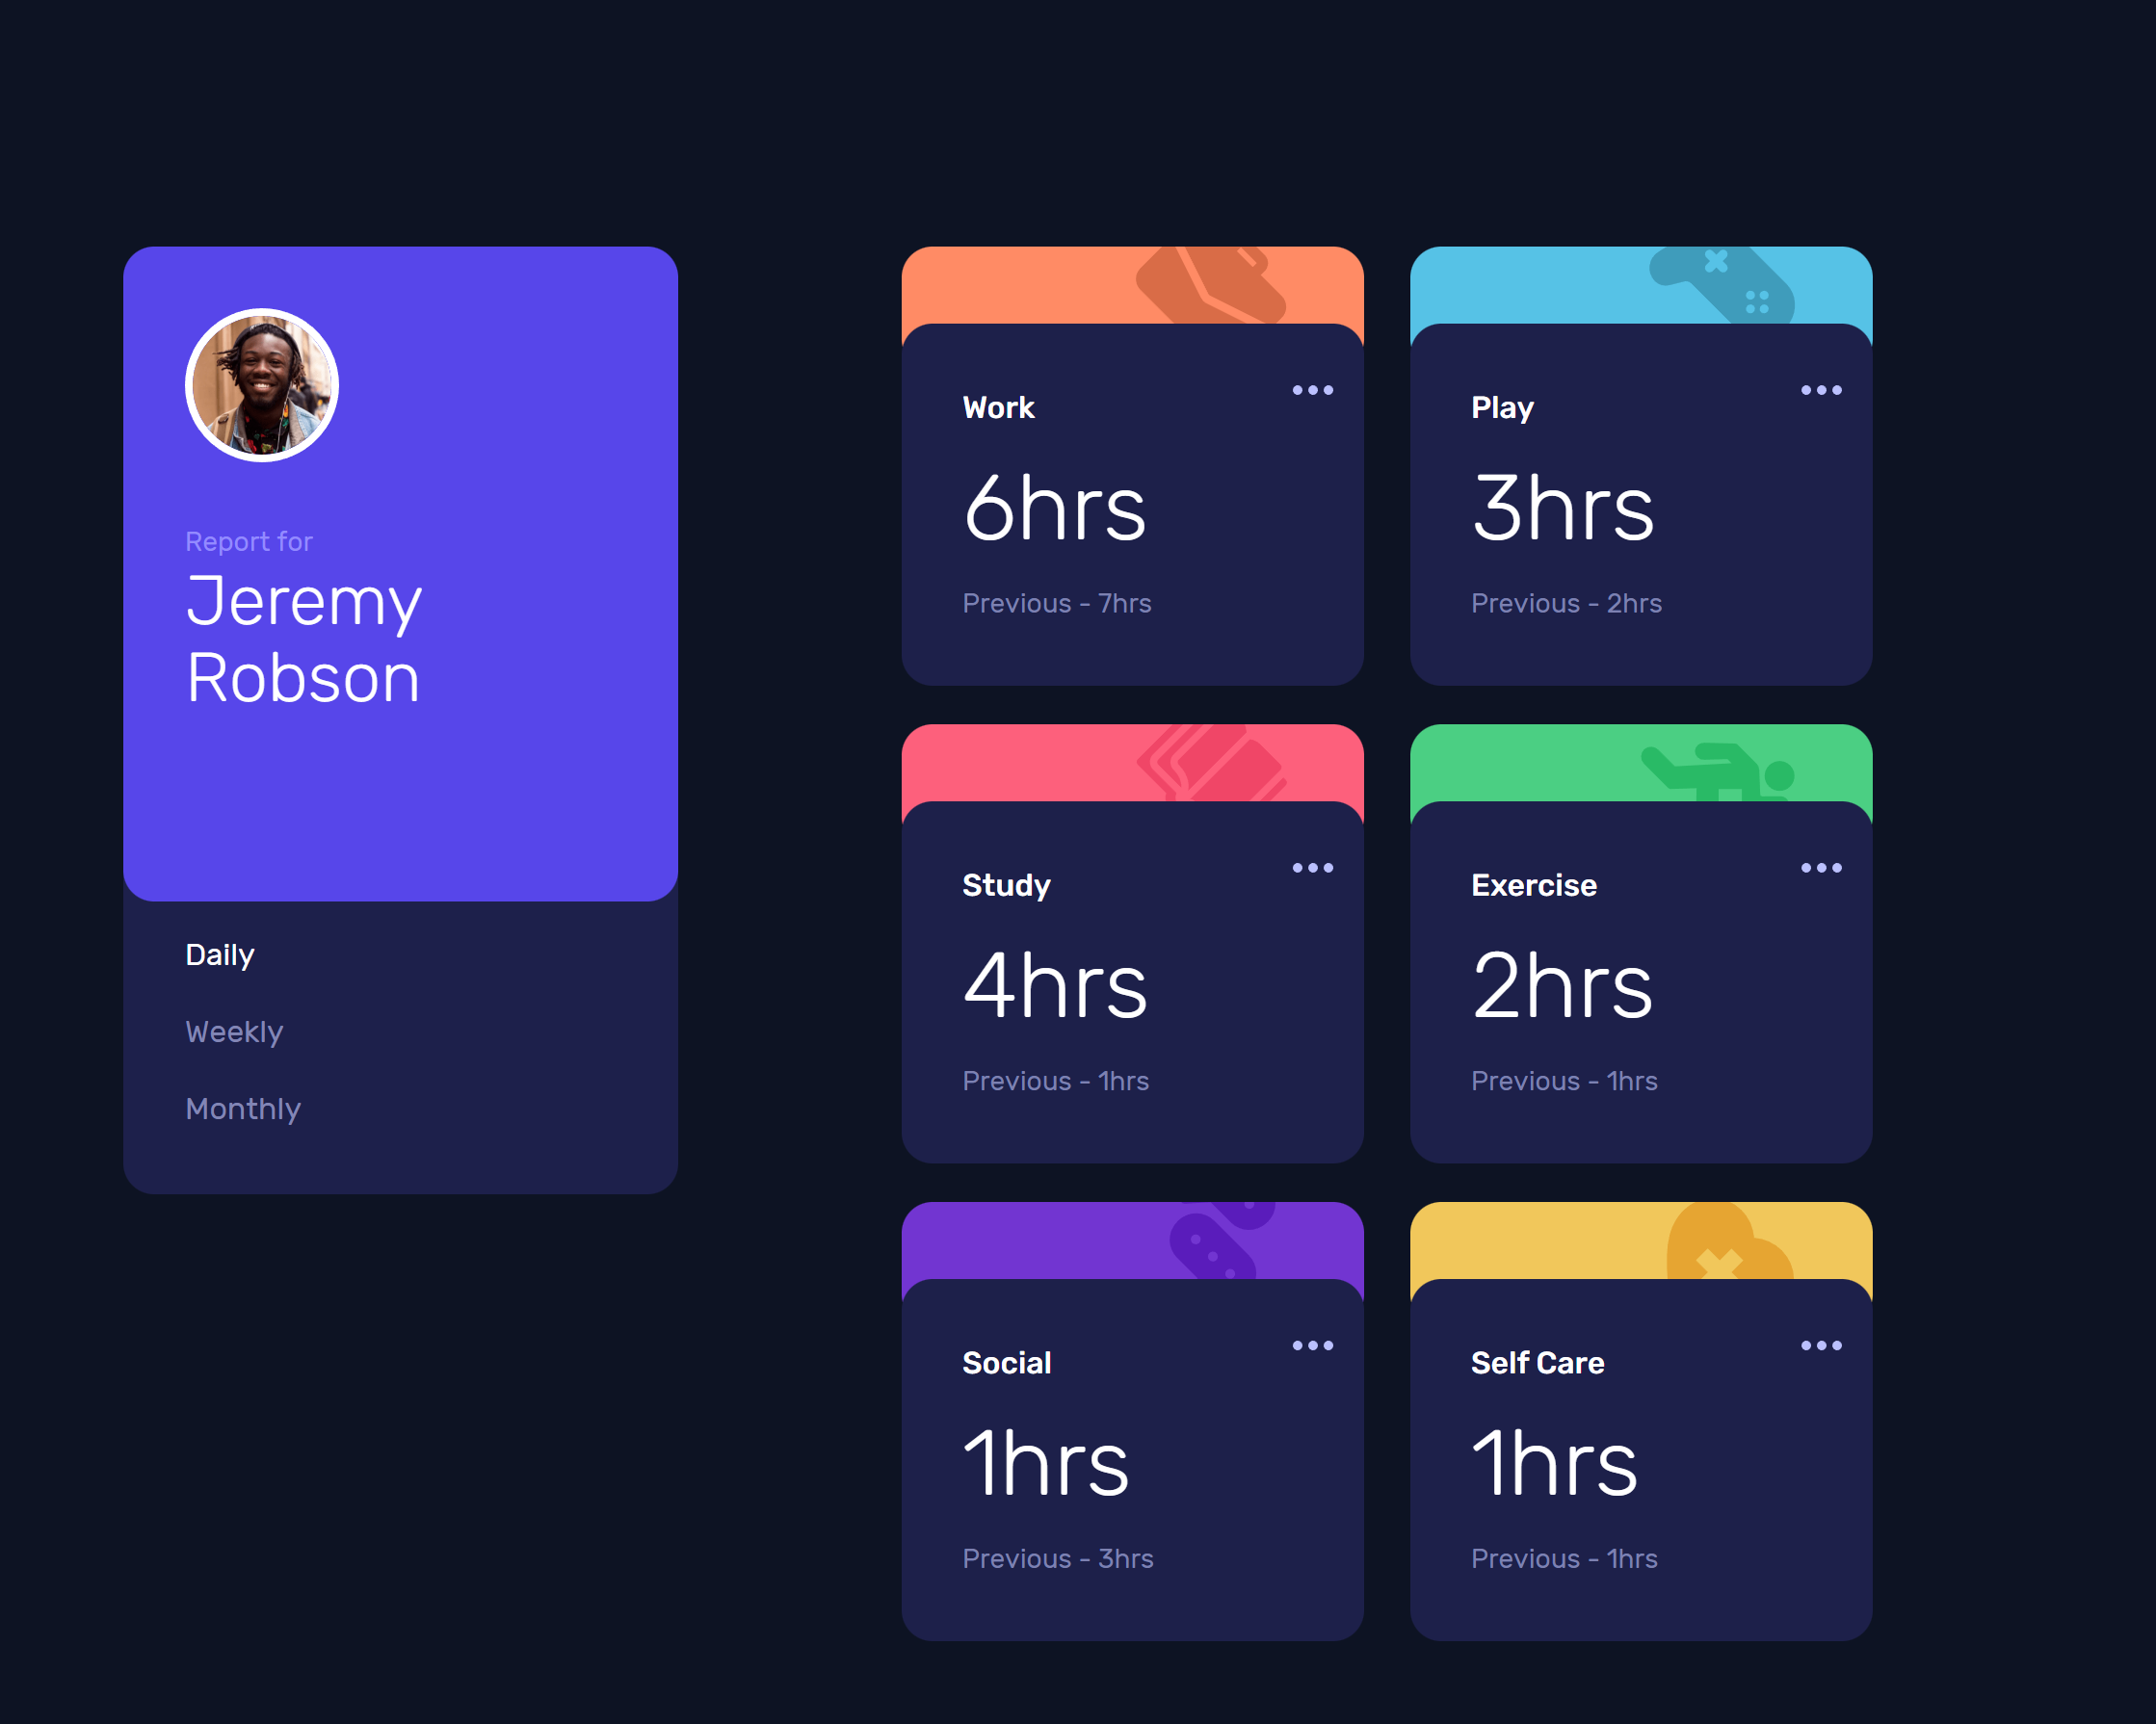 Report for
Jeremy
Robson
Daily
Weekly
Monthly
Work
6hrs
Previous - 7hrs
Play
3hrs
Previous - 2hrs
Study
4hrs
Previous - 1hrs
Exercise
2hrs
Previous - 1hrs
Social
1hrs
Previous - 3hrs
Self Care
1hrs
Previous - 1hrs